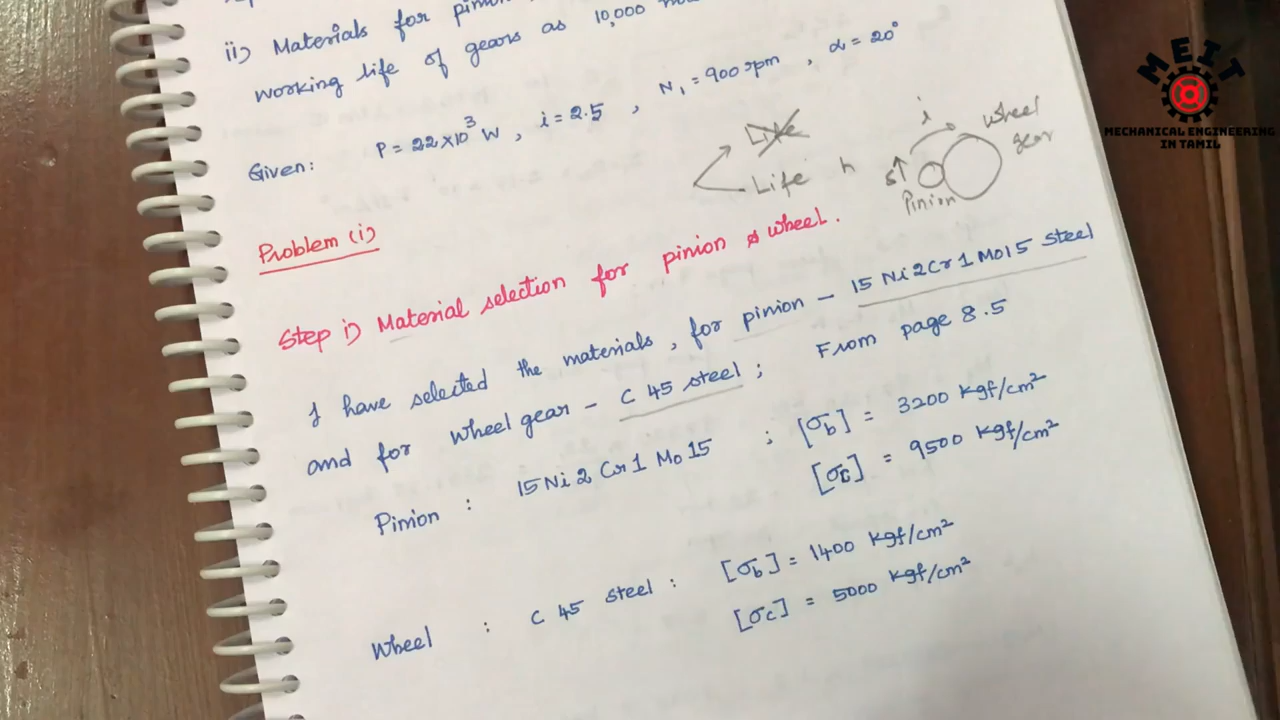 ii) Materials for pinion
working life of gears as 10,000
Given: P = 22×10³ W , i = 2.5 , N₁ = 900 rpm , α = 20°
Life
Life h
i
wheel
gear
Pinion
Problem (i)
Step i) Material selection for pinion & wheel.
I have selected the materials, for pinion – 15 Ni 2 Cr 1 Mo 15 steel
and for wheel gear – C 45 steel ; From page 8.5
Pinion : 15 Ni 2 Cr 1 Mo 15 ; [σb] = 3200 kgf/cm²
[σc] = 9500 kgf/cm²
Wheel : C 45 steel : [σb] = 1400 kgf/cm²
[σc] = 5000 kgf/cm²
MEIT
MECHANICAL ENGINEERING
IN TAMIL